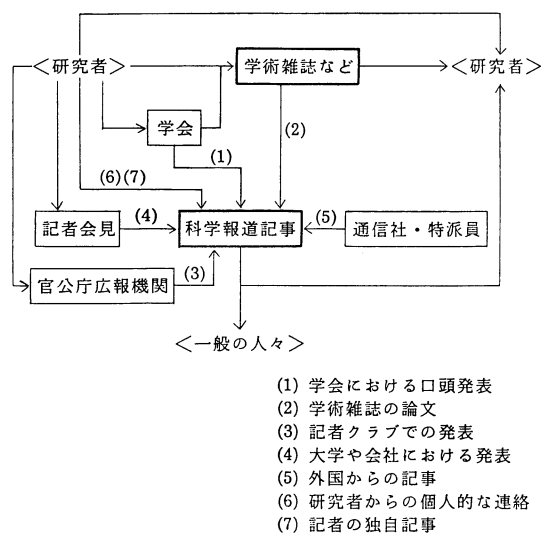 <研究者>
学術雑誌など
<研究者>
学会
(2)
(1)
(6)(7)
記者会見
(4)
科学報道記事
(5)
通信社・特派員
官公庁広報機関
(3)
<一般の人々>
(1) 学会における口頭発表
(2) 学術雑誌の論文
(3) 記者クラブでの発表
(4) 大学や会社における発表
(5) 外国からの記事
(6) 研究者からの個人的な連絡
(7) 記者の独自記事